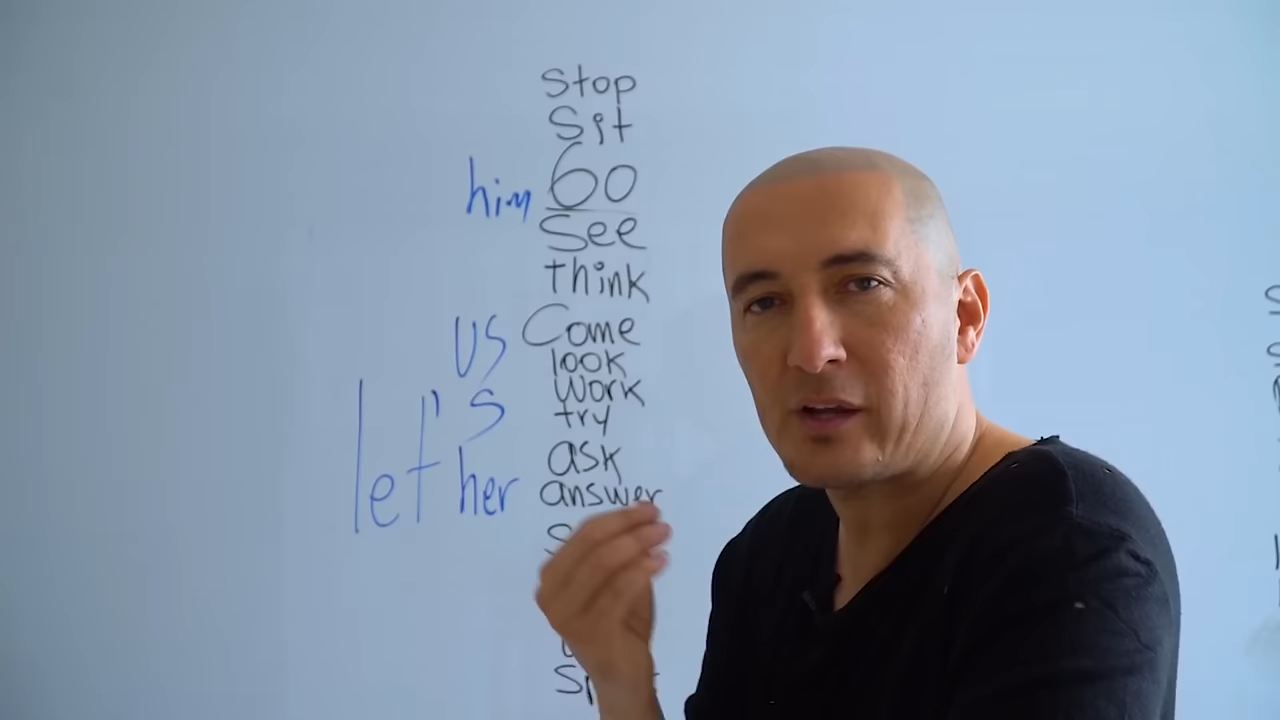 Stop
Sit
him GO
See
think
us Come
look
work
let's try
ask
let her answer